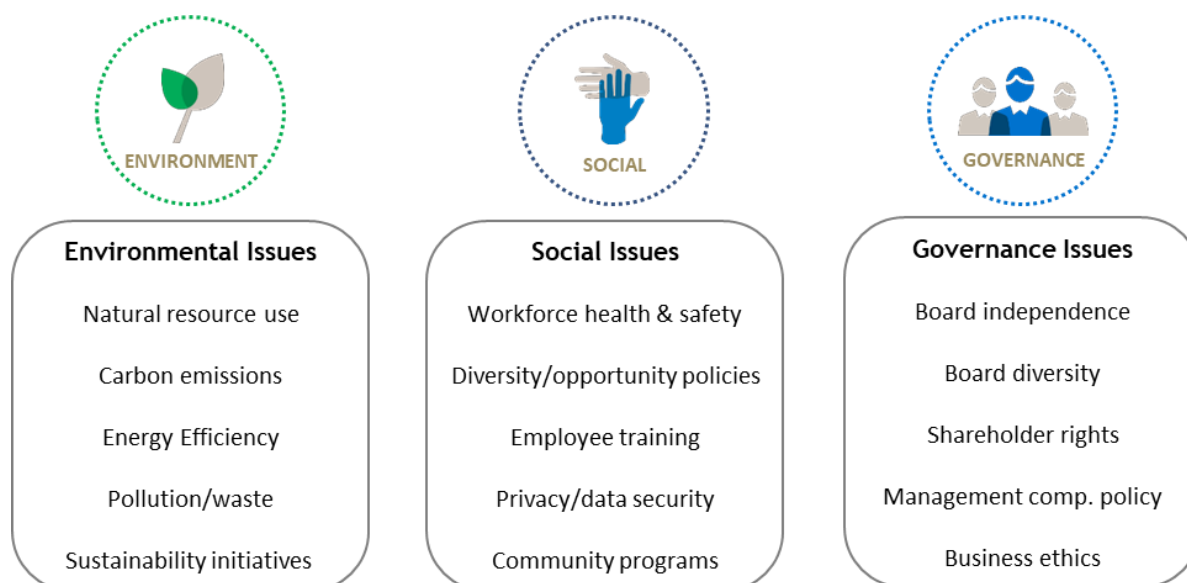 ENVIRONMENT
SOCIAL
GOVERNANCE
Environmental Issues
Natural resource use
Carbon emissions
Energy Efficiency
Pollution/waste
Sustainability initiatives
Social Issues
Workforce health & safety
Diversity/opportunity policies
Employee training
Privacy/data security
Community programs
Governance Issues
Board independence
Board diversity
Shareholder rights
Management comp. policy
Business ethics